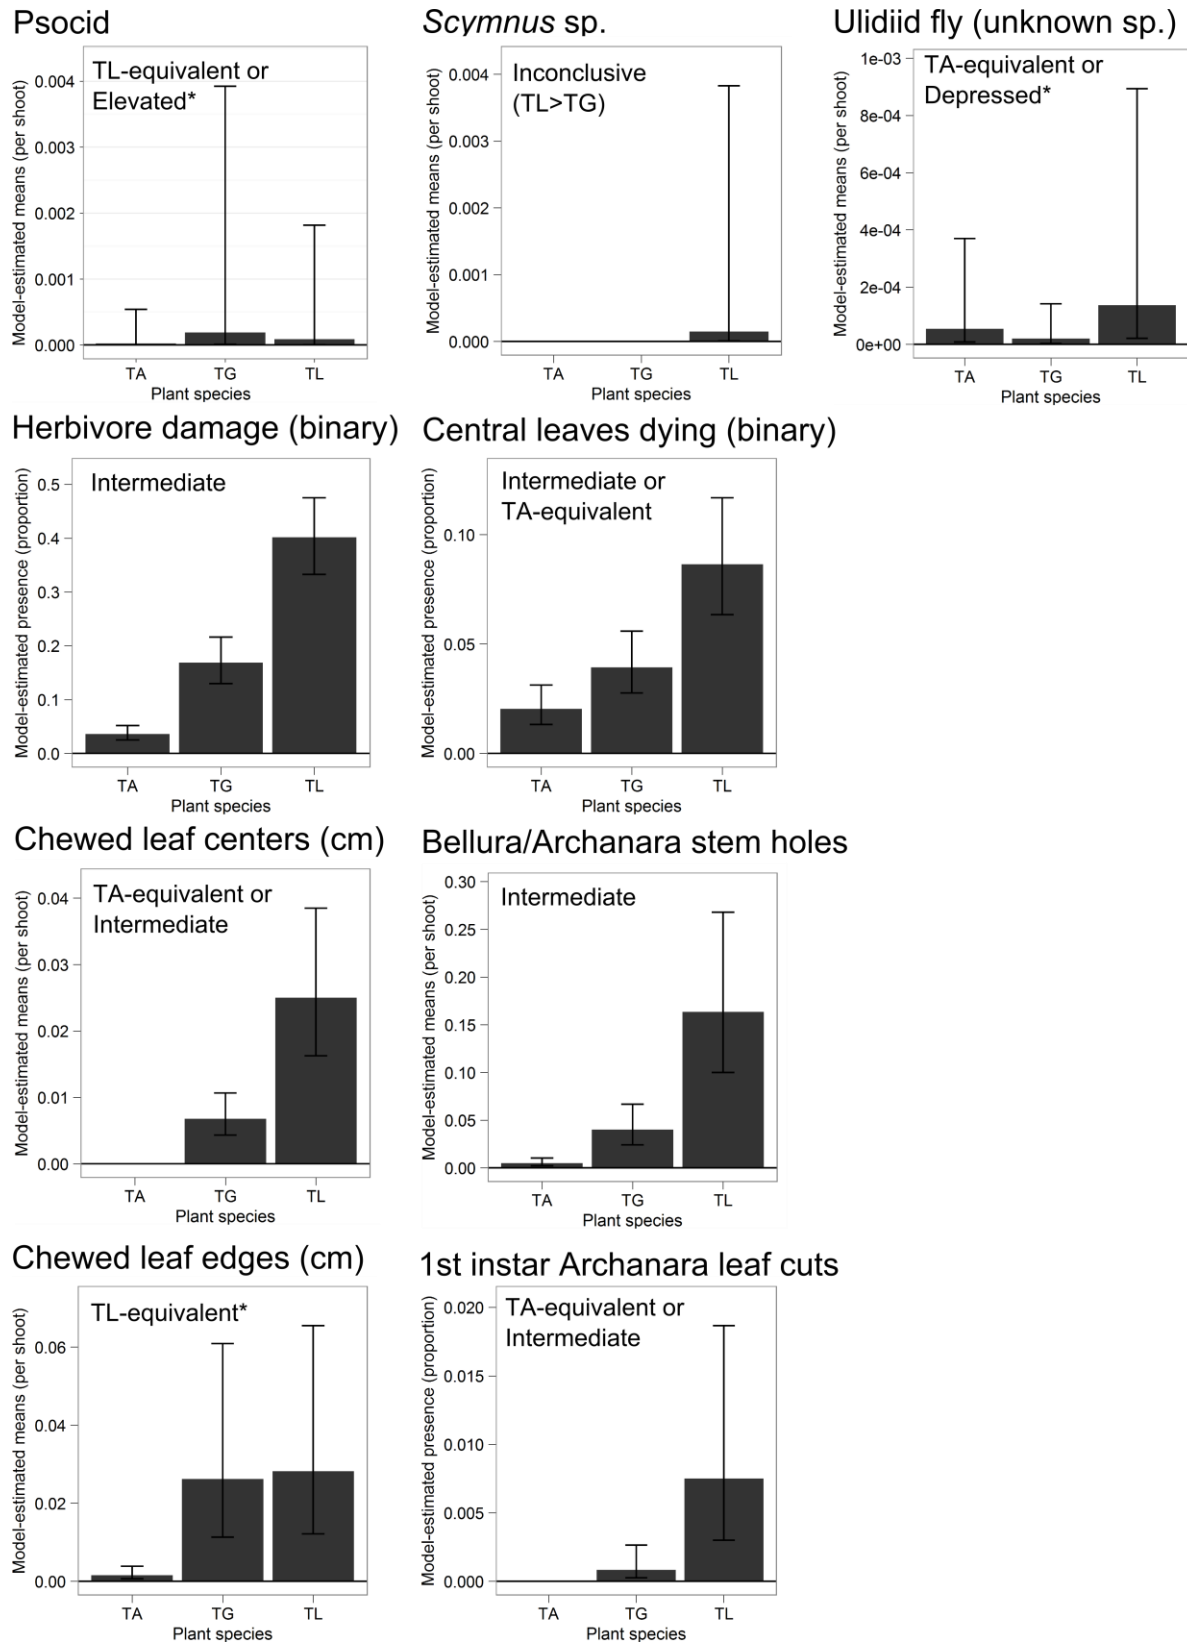 Psocid
Model-estimated means (per shoot)
TL-equivalent or
Elevated*
0.004
0.003
0.002
0.001
0.000
TA
TG
TL
Plant species
Scymnus sp.
Model-estimated means (per shoot)
Inconclusive
(TL>TG)
0.004
0.003
0.002
0.001
0.000
TA
TG
TL
Plant species
Ulidiid fly (unknown sp.)
Model-estimated means (per shoot)
TA-equivalent or
Depressed*
1e-03
8e-04
6e-04
4e-04
2e-04
0e+00
TA
TG
TL
Plant species
Herbivore damage (binary)
Model-estimated presence (proportion)
Intermediate
0.5
0.4
0.3
0.2
0.1
0.0
TA
TG
TL
Plant species
Central leaves dying (binary)
Model-estimated presence (proportion)
Intermediate or
TA-equivalent
0.10
0.05
0.00
TA
TG
TL
Plant species
Chewed leaf centers (cm)
Model-estimated means (per shoot)
TA-equivalent or
Intermediate
0.04
0.03
0.02
0.01
0.00
TA
TG
TL
Plant species
Bellura/Archanara stem holes
Model-estimated means (per shoot)
Intermediate
0.30
0.25
0.20
0.15
0.10
0.05
0.00
TA
TG
TL
Plant species
Chewed leaf edges (cm)
Model-estimated means (per shoot)
TL-equivalent*
0.06
0.04
0.02
0.00
TA
TG
TL
Plant species
1st instar Archanara leaf cuts
Model-estimated presence (proportion)
TA-equivalent or
Intermediate
0.020
0.015
0.010
0.005
0.000
TA
TG
TL
Plant species